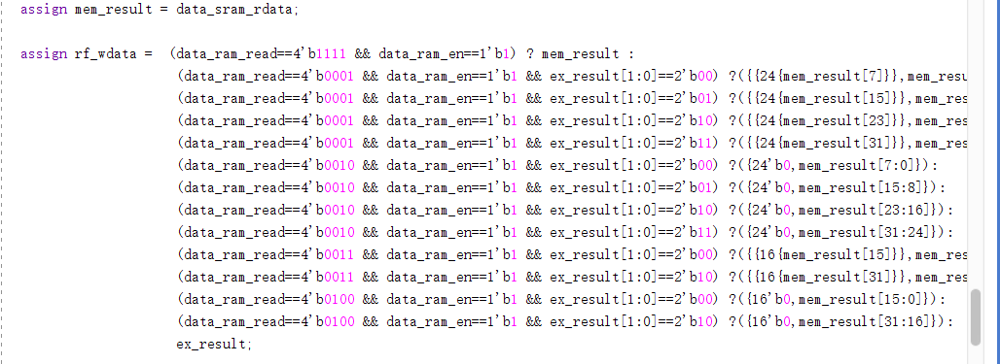 assign mem_result = data_sram_rdata;
assign rf_wdata =  (data_ram_read==4'b1111 && data_ram_en==1'b1) ? mem_result :
(data_ram_read==4'b0001 && data_ram_en==1'b1 && ex_result[1:0]==2'b00) ?({{24{mem_result[7]}},mem_resu
(data_ram_read==4'b0001 && data_ram_en==1'b1 && ex_result[1:0]==2'b01) ?({{24{mem_result[15]}},mem_res
(data_ram_read==4'b0001 && data_ram_en==1'b1 && ex_result[1:0]==2'b10) ?({{24{mem_result[23]}},mem_res
(data_ram_read==4'b0001 && data_ram_en==1'b1 && ex_result[1:0]==2'b11) ?({{24{mem_result[31]}},mem_res
(data_ram_read==4'b0010 && data_ram_en==1'b1 && ex_result[1:0]==2'b00) ?({24'b0,mem_result[7:0]}):
(data_ram_read==4'b0010 && data_ram_en==1'b1 && ex_result[1:0]==2'b01) ?({24'b0,mem_result[15:8]}):
(data_ram_read==4'b0010 && data_ram_en==1'b1 && ex_result[1:0]==2'b10) ?({24'b0,mem_result[23:16]}):
(data_ram_read==4'b0010 && data_ram_en==1'b1 && ex_result[1:0]==2'b11) ?({24'b0,mem_result[31:24]}):
(data_ram_read==4'b0011 && data_ram_en==1'b1 && ex_result[1:0]==2'b00) ?({{16{mem_result[15]}},mem_res
(data_ram_read==4'b0011 && data_ram_en==1'b1 && ex_result[1:0]==2'b10) ?({{16{mem_result[31]}},mem_res
(data_ram_read==4'b0100 && data_ram_en==1'b1 && ex_result[1:0]==2'b00) ?({16'b0,mem_result[15:0]}):
(data_ram_read==4'b0100 && data_ram_en==1'b1 && ex_result[1:0]==2'b10) ?({16'b0,mem_result[31:16]}):
ex_result;